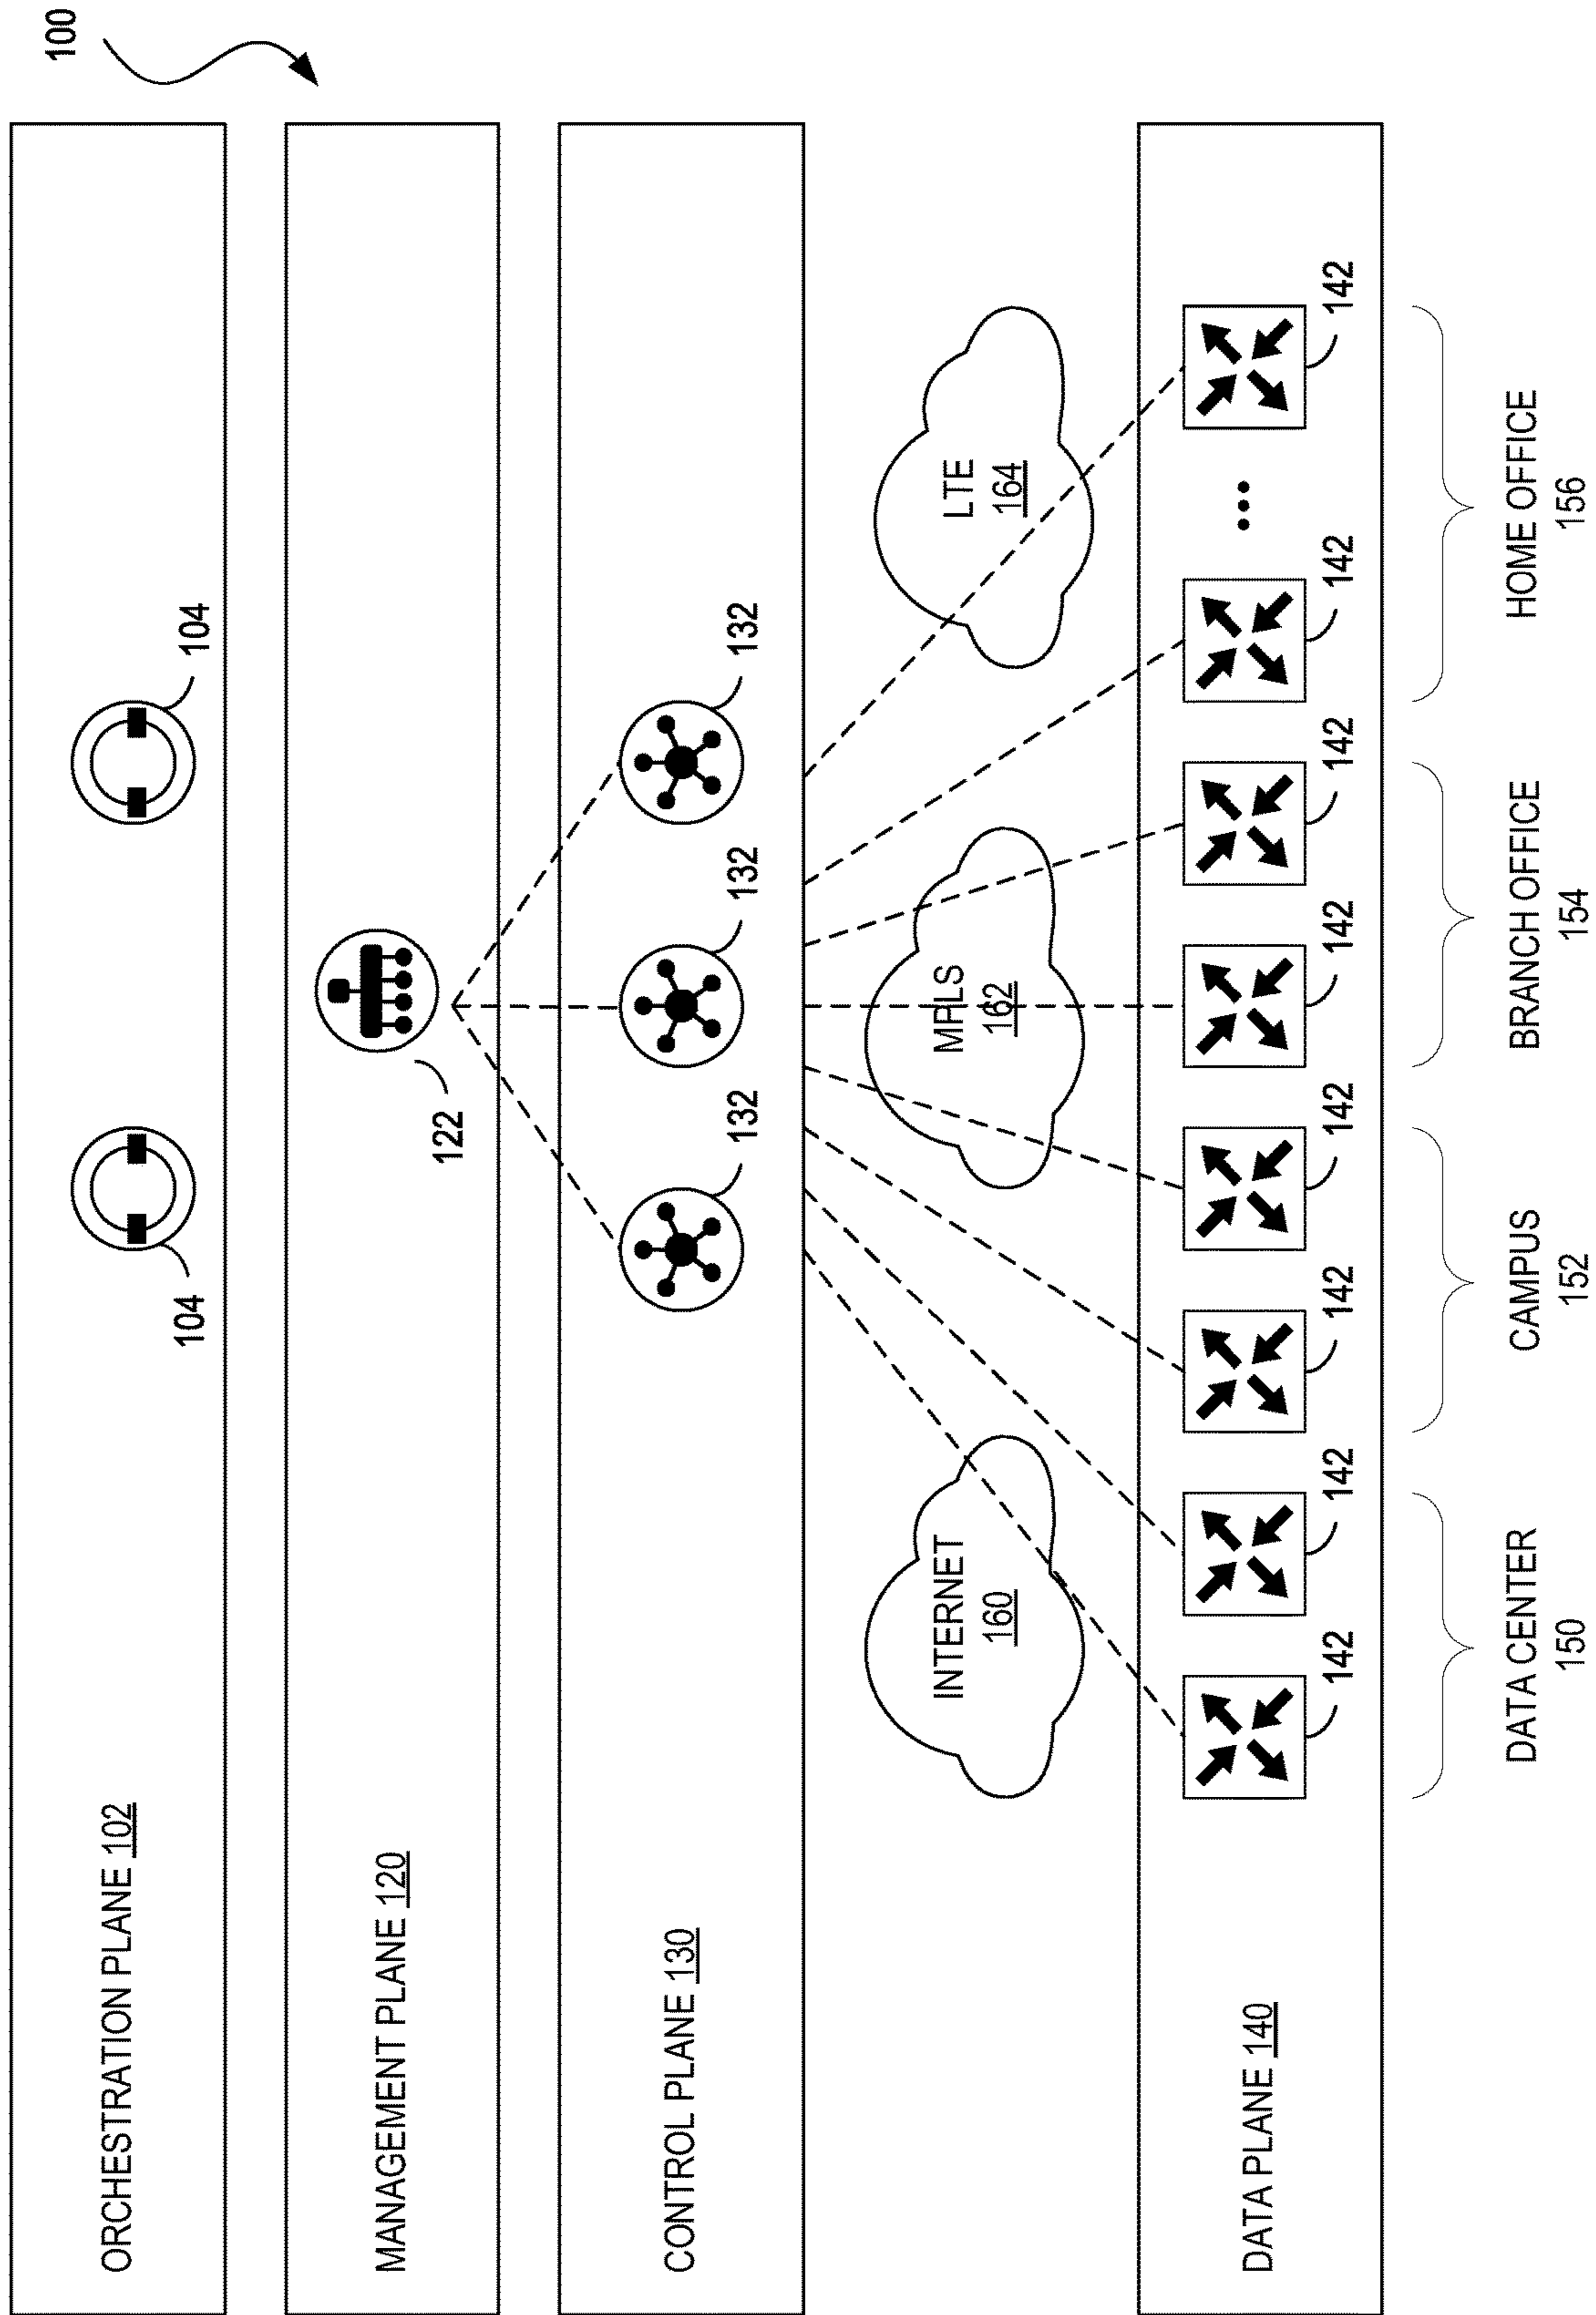 100
ORCHESTRATION PLANE 102
104
104
MANAGEMENT PLANE 120
122
CONTROL PLANE 130
132
132
132
INTERNET
160
MPLS
162
LTE
164
DATA PLANE 140
142
142
142
142
142
142
142
142
DATA CENTER
150
CAMPUS
152
BRANCH OFFICE
154
HOME OFFICE
156